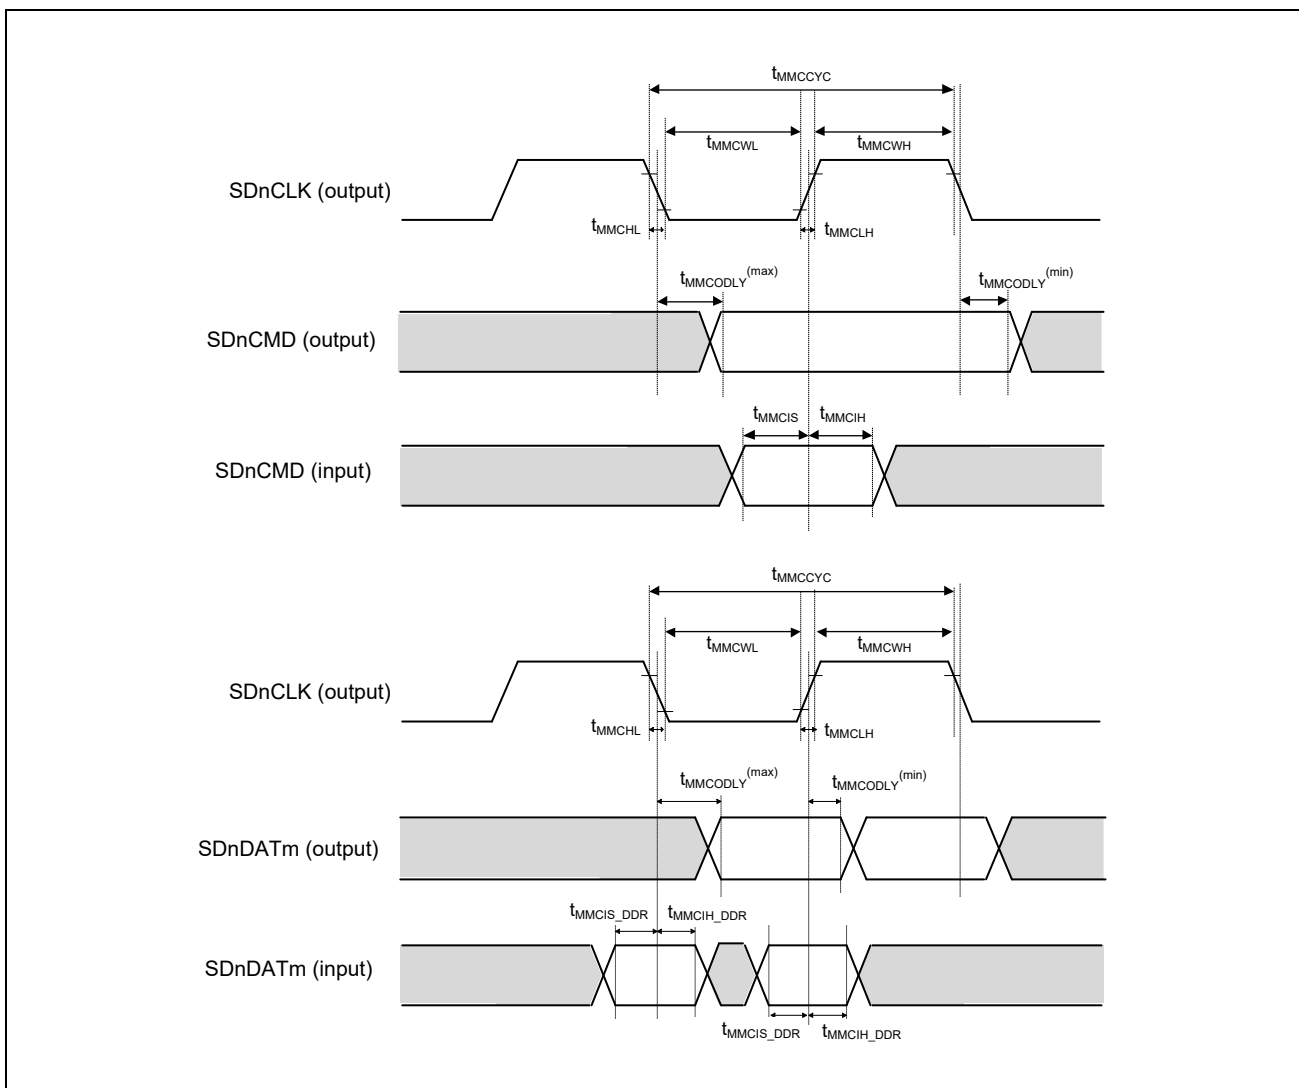 tMMCCYC
tMMCWL tMMCWH
SDnCLK (output)
tMMCHL tMMCLH
tMMCODLY(max) tMMCODLY(min)
SDnCMD (output)
tMMCIS tMMCIH
SDnCMD (input)
tMMCCYC
tMMCWL tMMCWH
SDnCLK (output)
tMMCHL tMMCLH
tMMCODLY(max) tMMCODLY(min)
SDnDATm (output)
tMMCIS_DDR tMMCIH_DDR
SDnDATm (input)
tMMCIS_DDR tMMCIH_DDR